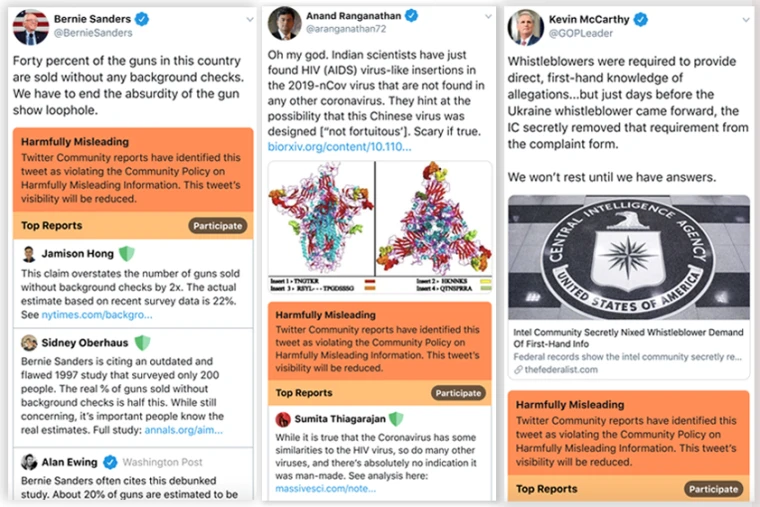 Bernie Sanders
@BernieSanders
Forty percent of the guns in this country
are sold without any background checks.
We have to end the absurdity of the gun
show loophole.
Harmfully Misleading
Twitter Community reports have identified this
tweet as violating the Community Policy on
Harmfully Misleading Information. This tweet's
visibility will be reduced.
Top Reports
Participate
Jamison Hong
This claim overstates the number of guns sold
without background checks by 2x. The actual
estimate based on recent survey data is 22%.
See nytimes.com/backgro...
Sidney Oberhaus
Bernie Sanders is citing an outdated and
flawed 1997 study that surveyed only 200
people. The real % of guns sold without
background checks is half this. While still
concerning, it's important people know the
real estimates. Full study: annals.org/aim...
Alan Ewing Washington Post
Bernie Sanders often cites this debunked
study. About 20% of guns are estimated to be
Anand Ranganathan
@aranganathan72
Oh my god. Indian scientists have just
found HIV (AIDS) virus-like insertions in
the 2019-nCov virus that are not found in
any other coronavirus. They hint at the
possibility that this Chinese virus was
designed ["not fortuitous']. Scary if true.
biorxiv.org/content/10.110...
Insert 1= TNGTKR
Insert 2= HKNNKS
Insert 3 = RSYL---TPGDSSSG
Insert 4= QTNSPRRA
Harmfully Misleading
Twitter Community reports have identified this
tweet as violating the Community Policy on
Harmfully Misleading Information. This tweet's
visibility will be reduced.
Top Reports
Participate
Sumita Thiagarajan
While it is true that the Coronavirus has some
similarities to the HIV virus, so do many other
viruses, and there's absolutely no indication it
was man-made. See analysis here:
massivesci.com/note...
Kevin McCarthy
@GOPLeader
Whistleblowers were required to provide
direct, first-hand knowledge of
allegations...but just days before the
Ukraine whistleblower came forward, the
IC secretly removed that requirement from
the complaint form.
We won't rest until we have answers.
CENTRAL INTELLIGENCE AGENCY
UNITED STATES OF AMERICA
Intel Community Secretly Nixed Whistleblower Demand
Of First-Hand Info
Federal records show the intel community secretly re...
thefederalist.com
Harmfully Misleading
Twitter Community reports have identified this
tweet as violating the Community Policy on
Harmfully Misleading Information. This tweet's
visibility will be reduced.
Top Reports
Participate